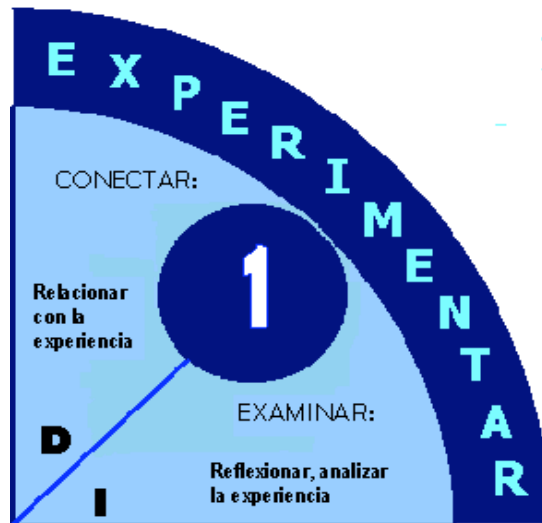 EXPERIMENTAR
CONECTAR:
1
Relacionar
con la
experiencia
EXAMINAR:
D
Reflexionar, analizar
la experiencia
I